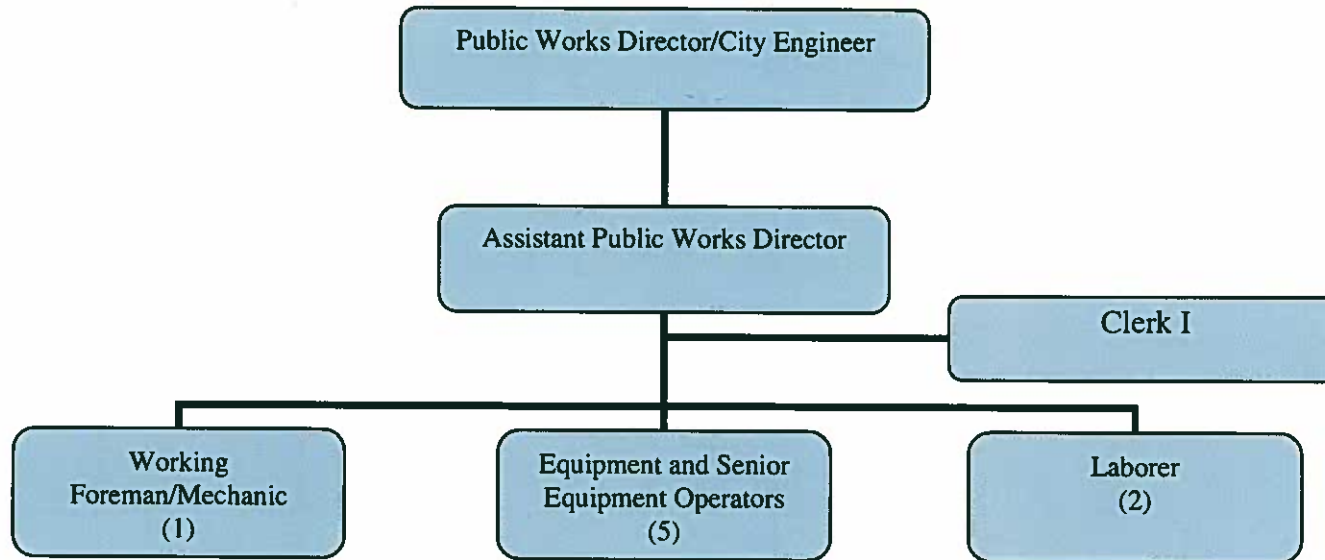 Public Works Director/City Engineer
Assistant Public Works Director
Clerk I
Working
Foreman/Mechanic
(1)
Equipment and Senior
Equipment Operators
(5)
Laborer
(2)